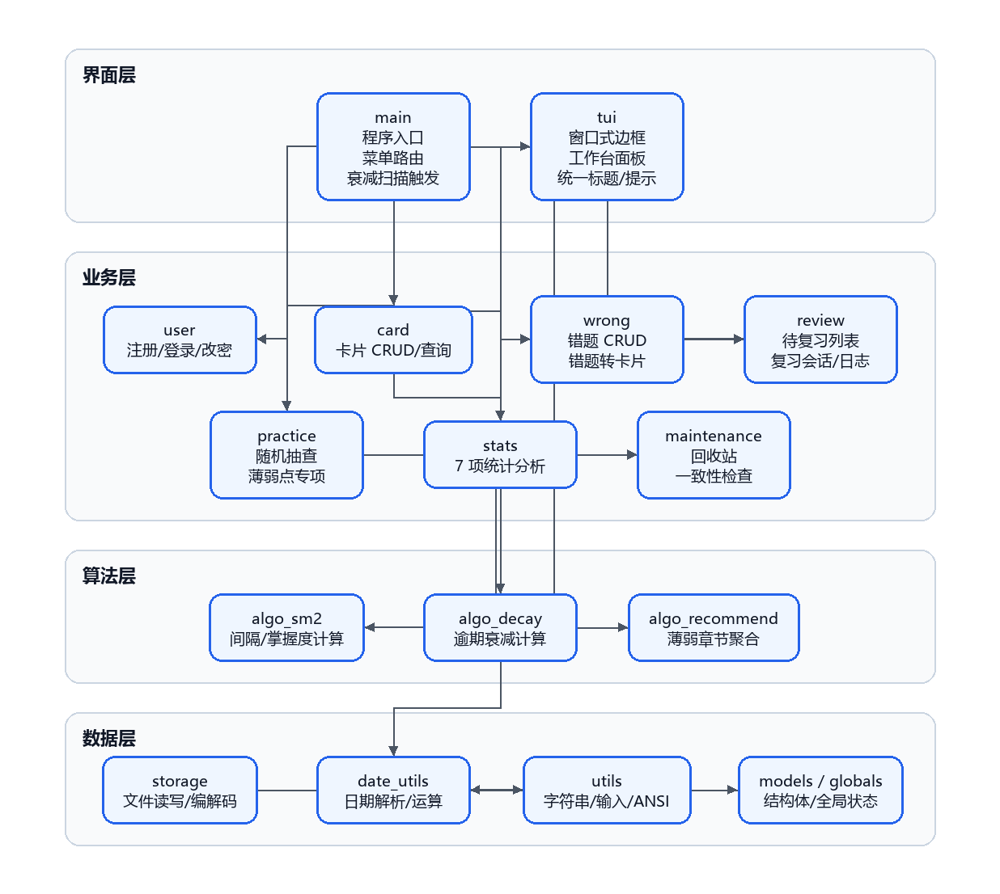 界面层
main
程序入口
菜单路由
衰减扫描触发
tui
窗口式边框
工作台面板
统一标题/提示
业务层
user
注册/登录/改密
card
卡片 CRUD/查询
wrong
错题 CRUD
错题转卡片
review
待复习列表
复习会话/日志
practice
随机抽查
薄弱点专项
stats
7 项统计分析
maintenance
回收站
一致性检查
算法层
algo_sm2
间隔/掌握度计算
algo_decay
逾期衰减计算
algo_recommend
薄弱章节聚合
数据层
storage
文件读写/编解码
date_utils
日期解析/运算
utils
字符串/输入/ANSI
models / globals
结构体/全局状态